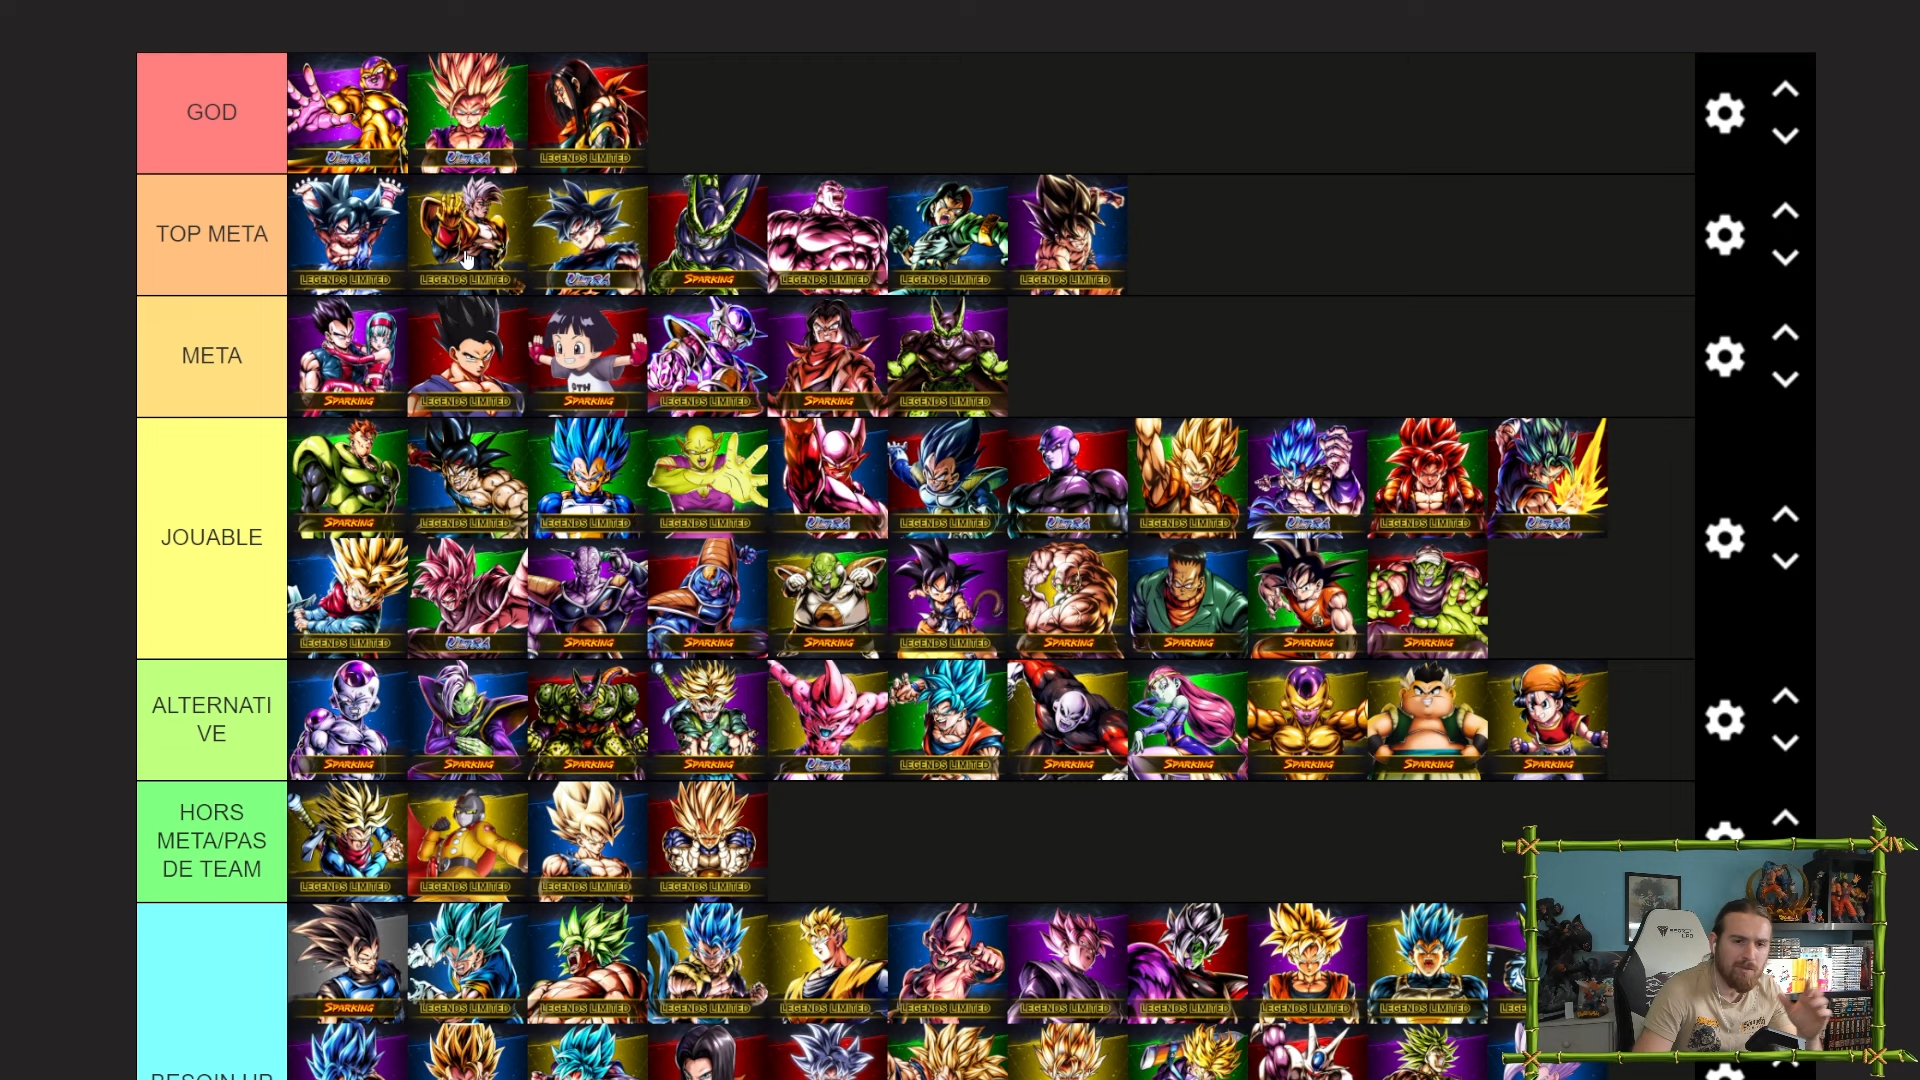 GOD
ULTRA ULTRA LEGENDS LIMITED
TOP META
LEGENDS LIMITED LEGENDS LIMITED ULTRA SPARKING LEGENDS LIMITED LEGENDS LIMITED LEGENDS LIMITED
META
SPARKING LEGENDS LIMITED SPARKING LEGENDS LIMITED SPARKING LEGENDS LIMITED
JOUABLE
SPARKING LEGENDS LIMITED LEGENDS LIMITED LEGENDS LIMITED ULTRA LEGENDS LIMITED ULTRA LEGENDS LIMITED ULTRA LEGENDS LIMITED ULTRA
LEGENDS LIMITED ULTRA SPARKING SPARKING SPARKING LEGENDS LIMITED SPARKING SPARKING SPARKING SPARKING
ALTERNATI
VE
SPARKING SPARKING SPARKING SPARKING ULTRA LEGENDS LIMITED SPARKING SPARKING SPARKING SPARKING SPARKING
HORS
META/PAS
DE TEAM
LEGENDS LIMITED LEGENDS LIMITED LEGENDS LIMITED LEGENDS LIMITED
SPARKING LEGENDS LIMITED LEGENDS LIMITED LEGENDS LIMITED LEGENDS LIMITED LEGENDS LIMITED LEGENDS LIMITED LEGENDS LIMITED LEGENDS LIMITED LEGENDS LIMITED
BESOIN UP